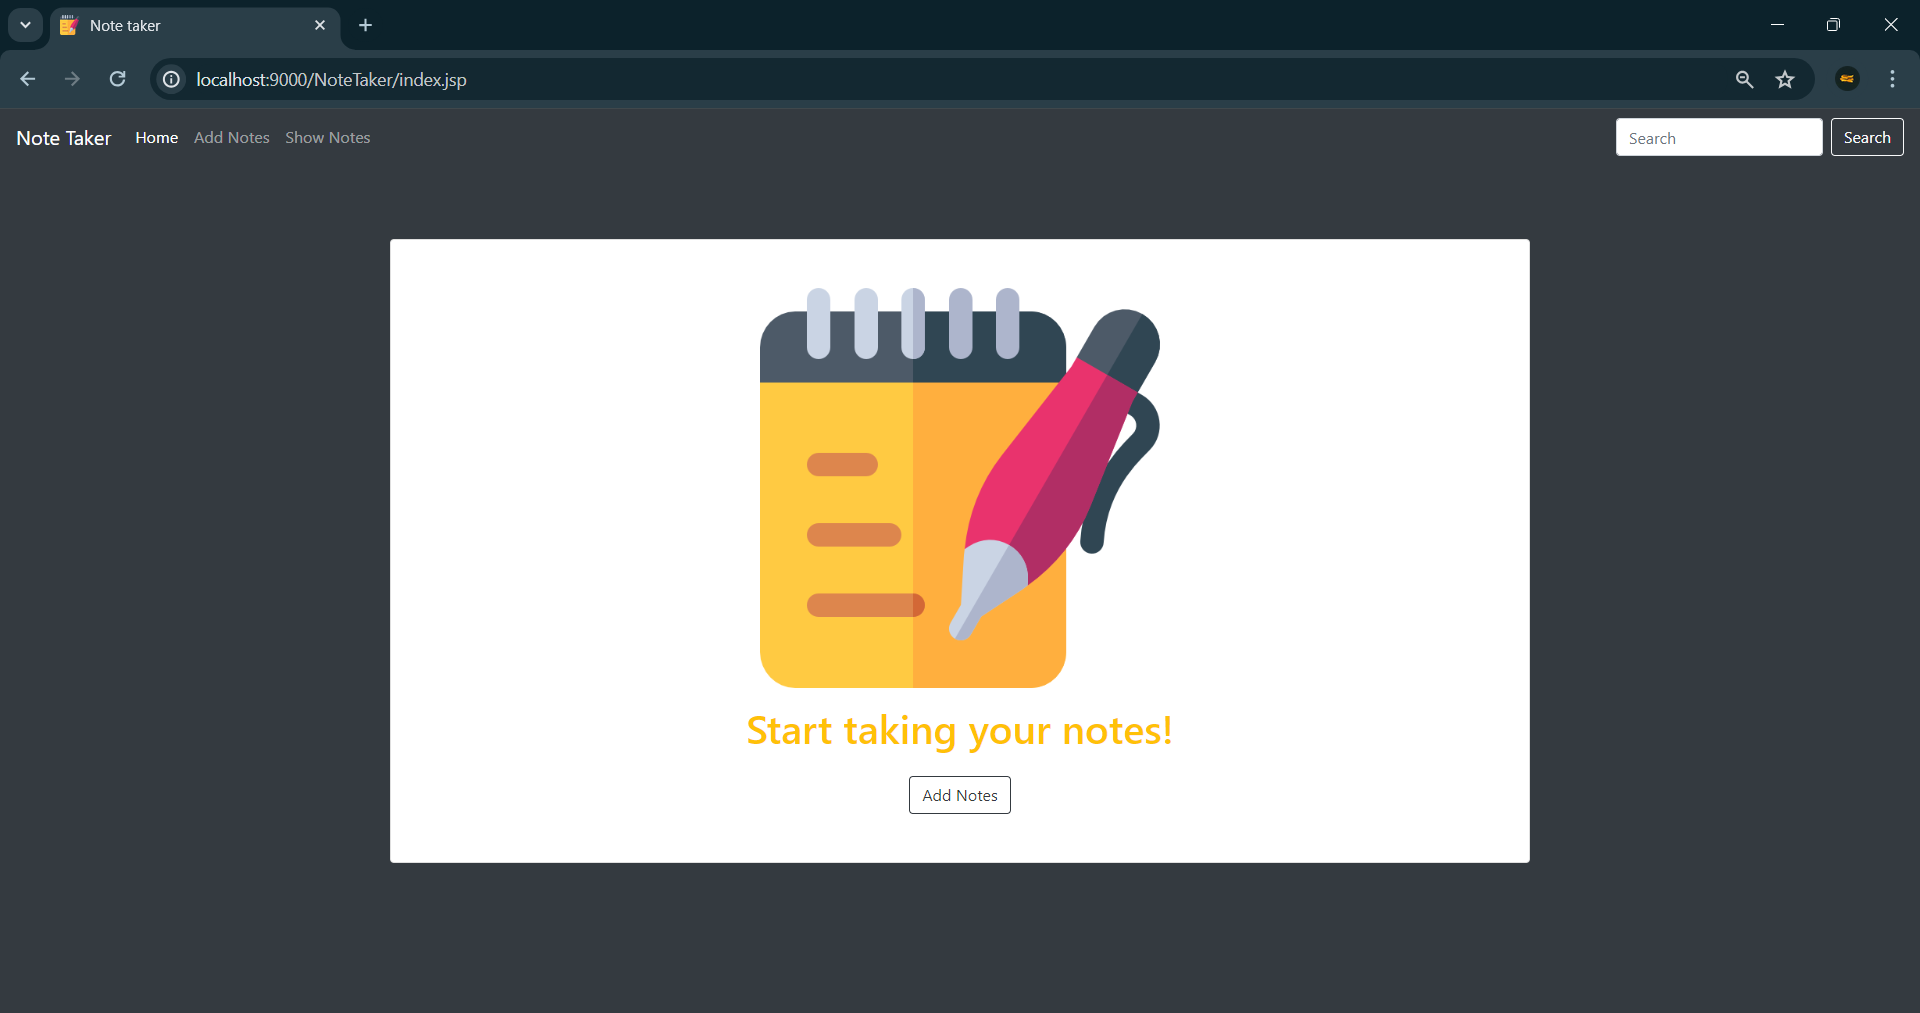 Note taker
localhost:9000/NoteTaker/index.jsp
Note Taker Home Add Notes Show Notes Search Search
Start taking your notes!
Add Notes